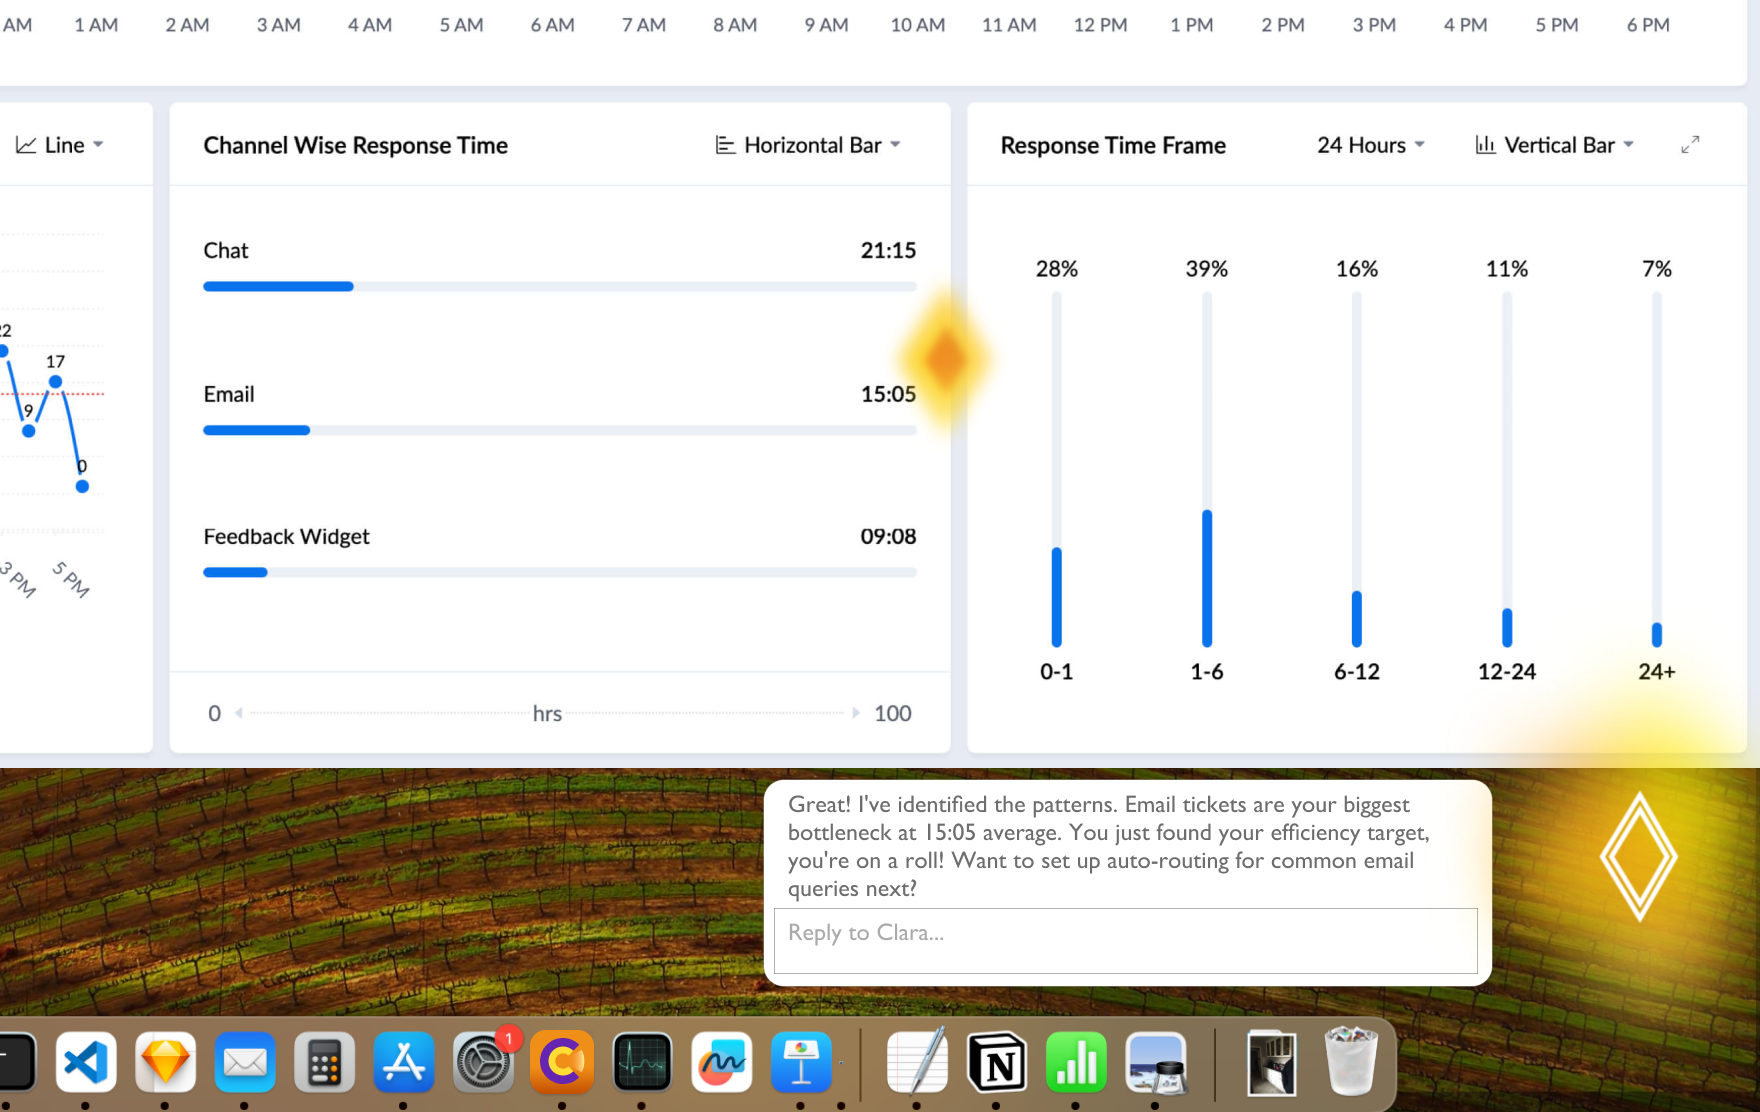 AM 1 AM 2 AM 3 AM 4 AM 5 AM 6 AM 7 AM 8 AM 9 AM 10 AM 11 AM 12 PM 1 PM 2 PM 3 PM 4 PM 5 PM 6 PM
Line
22
17
9
0
3 PM 5 PM
Channel Wise Response Time Horizontal Bar
Chat 21:15
Email 15:05
Feedback Widget 09:08
0 hrs 100
Response Time Frame 24 Hours Vertical Bar
28% 39% 16% 11% 7%
0-1 1-6 6-12 12-24 24+
Great! I've identified the patterns. Email tickets are your biggest
bottleneck at 15:05 average. You just found your efficiency target,
you're on a roll! Want to set up auto-routing for common email
queries next?
Reply to Clara...
1